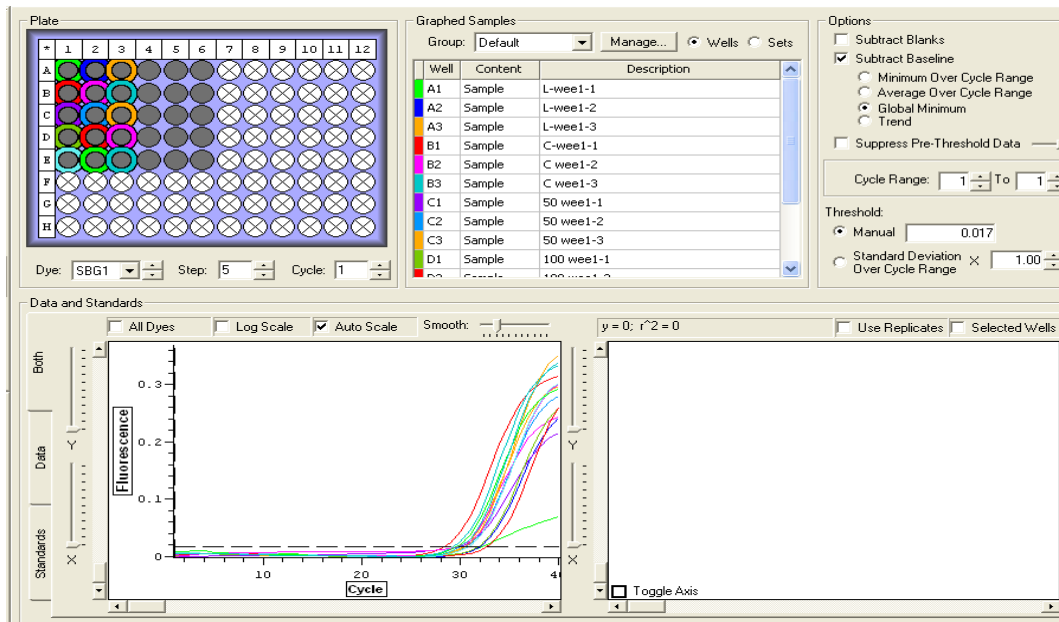 Plate
* 1 2 3 4 5 6 7 8 9 10 11 12
A
B
C
D
E
F
G
H
Dye: SBG1 Step: 5 Cycle: 1
Graphed Samples
Group: Default Manage... Wells Sets
Well Content Description
A1 Sample L-wee1-1
A2 Sample L-wee1-2
A3 Sample L-wee1-3
B1 Sample C-wee1-1
B2 Sample C wee1-2
B3 Sample C wee1-3
C1 Sample 50 wee1-1
C2 Sample 50 wee1-2
C3 Sample 50 wee1-3
D1 Sample 100 wee1-1
D2 Sample 100 wee1-2
Options
Subtract Blanks
Subtract Baseline
Minimum Over Cycle Range
Average Over Cycle Range
Global Minimum
Trend
Suppress Pre-Threshold Data
Cycle Range: 1 To 1
Threshold:
Manual 0.017
Standard Deviation
Over Cycle Range X 1.00
Data and Standards
Both
Data
Standards
All Dyes Log Scale Auto Scale Smooth:
y = 0; r^2 = 0 Use Replicates Selected Wells
Y
X
Fluorescence
0.3
0.2
0.1
0
10 20 30
Cycle
Y
X
Toggle Axis